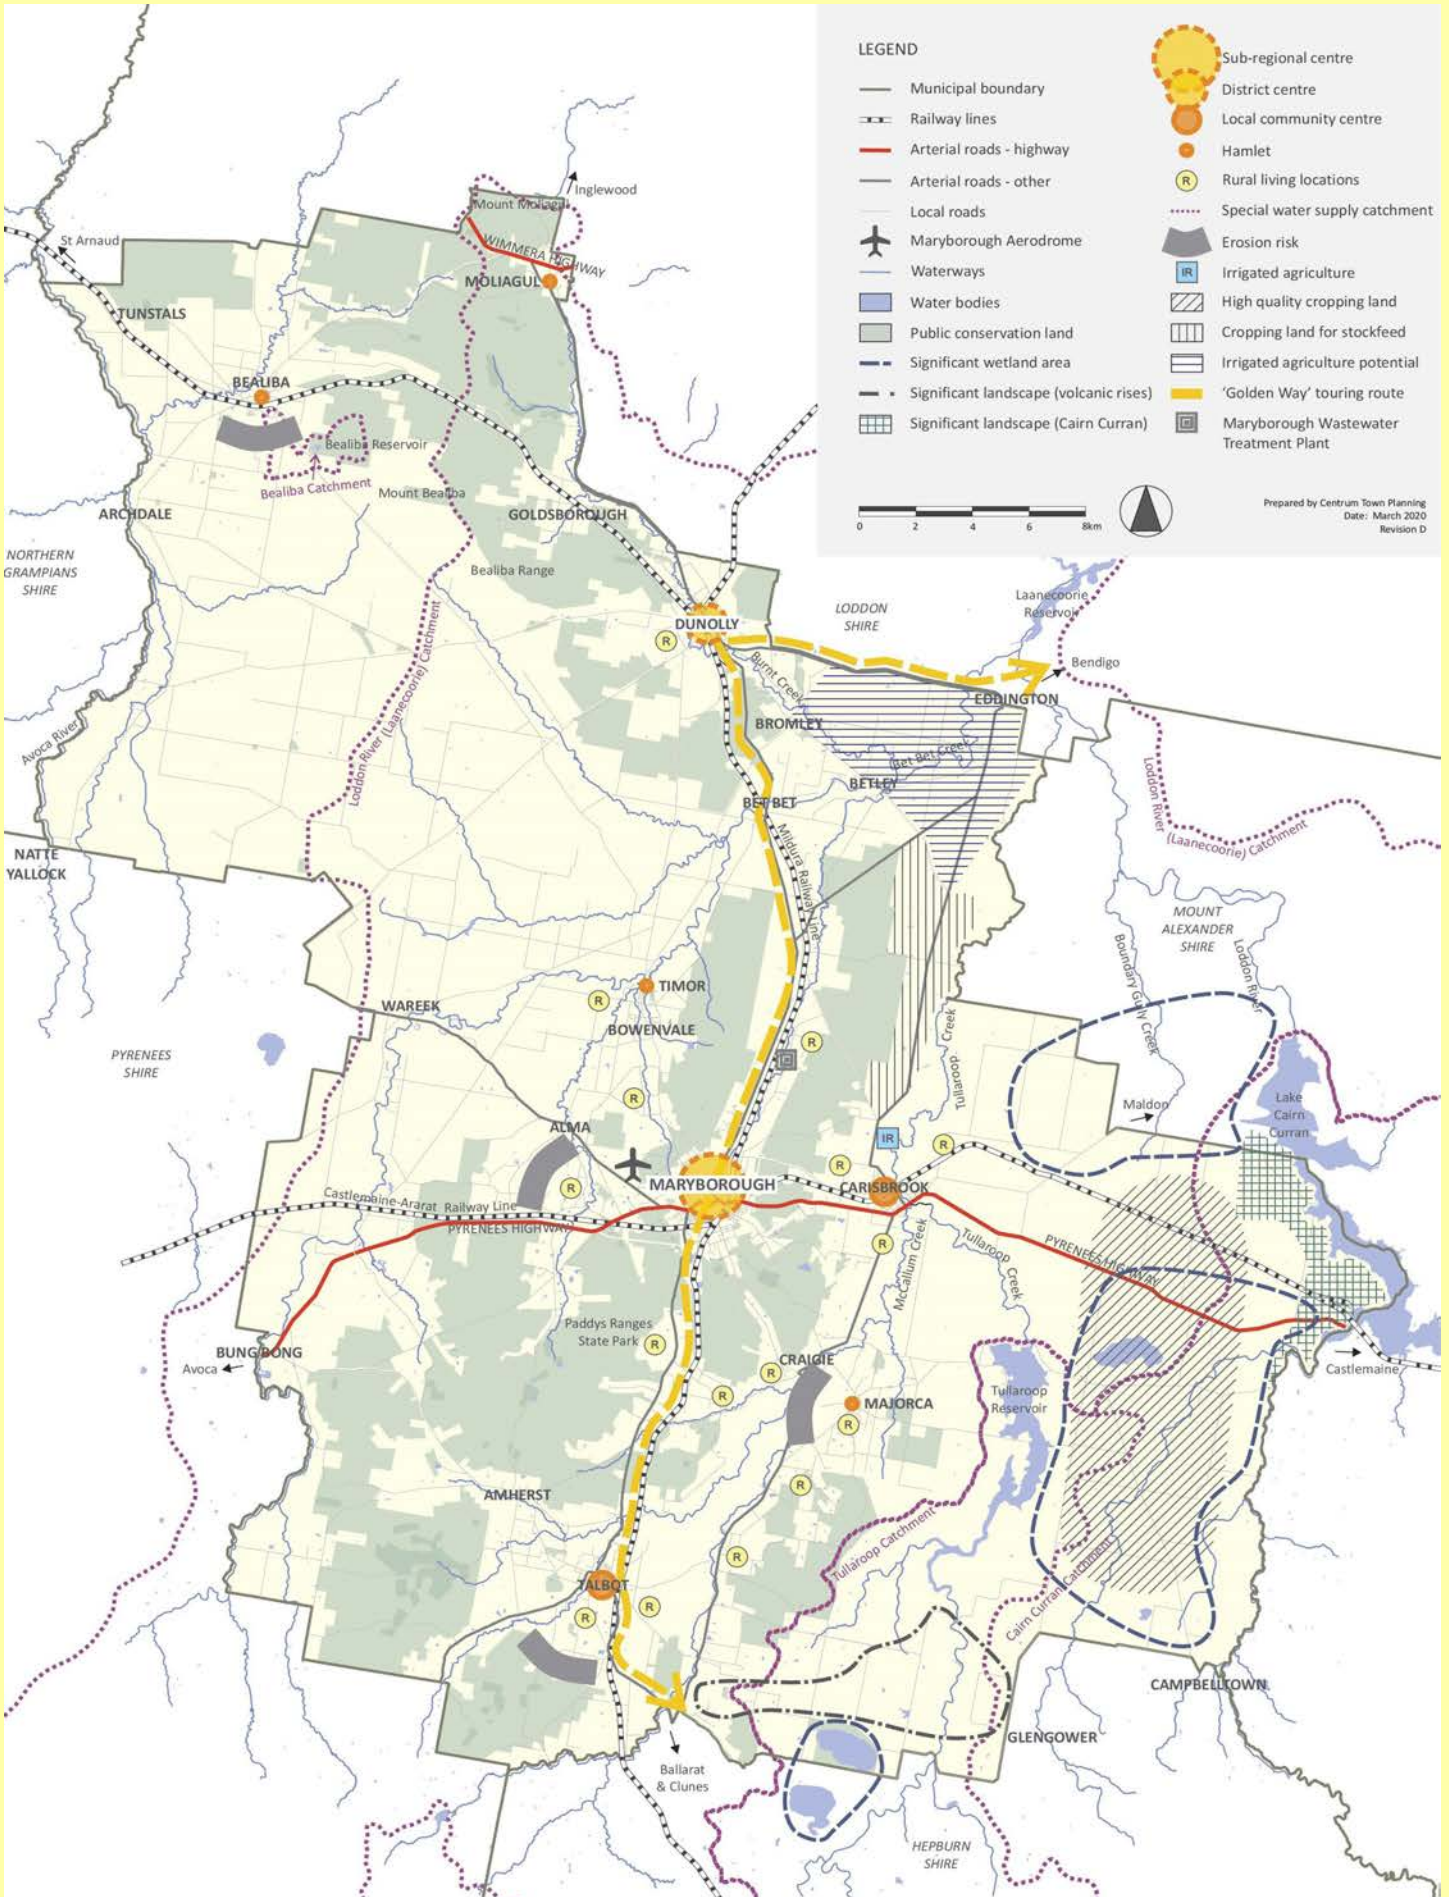 LEGEND
Municipal boundary
Railway lines
Arterial roads - highway
Arterial roads - other
Local roads
Maryborough Aerodrome
Waterways
Water bodies
Public conservation land
Significant wetland area
Significant landscape (volcanic rises)
Significant landscape (Cairn Curran)
Sub-regional centre
District centre
Local community centre
Hamlet
R
Rural living locations
Special water supply catchment
Erosion risk
IR
Irrigated agriculture
High quality cropping land
Cropping land for stockfeed
Irrigated agriculture potential
‘Golden Way’ touring route
Maryborough Wastewater
Treatment Plant
0 2 4 6 8km
Prepared by Centrum Town Planning
Date: March 2020
Revision D
Inglewood
Mount Moliagul
St Arnaud
WIMMERA HIGHWAY
MOLIAGUL
TUNSTALS
BEALIBA
Bealiba Reservoir
Bealiba Catchment
Mount Bealiba
ARCHDALE
GOLDSBOROUGH
NORTHERN
GRAMPIANS
SHIRE
Bealiba Range
Laanecoorie
Reservoir
LODDON
SHIRE
DUNOLLY
R
Bendigo
Burnt Creek
EDDINGTON
Loddon River (Laanecoorie) Catchment
BROMLEY
Avoca River
Bet Bet Creek
BETLEY
BET BET
Loddon River
(Laanecoorie) Catchment
Mildura Railway Line
NATTE
YALLOCK
MOUNT
ALEXANDER
SHIRE
Boundary Gully Creek
Loddon River
TIMOR
R
WAREEK
BOWENVALE
R
Tullaroop Creek
PYRENEES
SHIRE
R
Maldon
Lake
Cairn
Curran
ALMA
IR
R
R
MARYBOROUGH
CARISBROOK
R
Castlemaine-Ararat Railway Line
PYRENEES HIGHWAY
R
McCallum Creek
Tullaroop Creek
PYRENEES HIGHWAY
Paddys Ranges
State Park
R
BUNG BONG
Avoca
CRAIGIE
R
Castlemaine
R
MAJORCA
R
Tullaroop
Reservoir
R
AMHERST
Tullaroop Catchment
R
Cairn Curran Catchment
TALBOT
R
R
CAMPBELLTOWN
GLENGOWER
Ballarat
& Clunes
HEPBURN
SHIRE